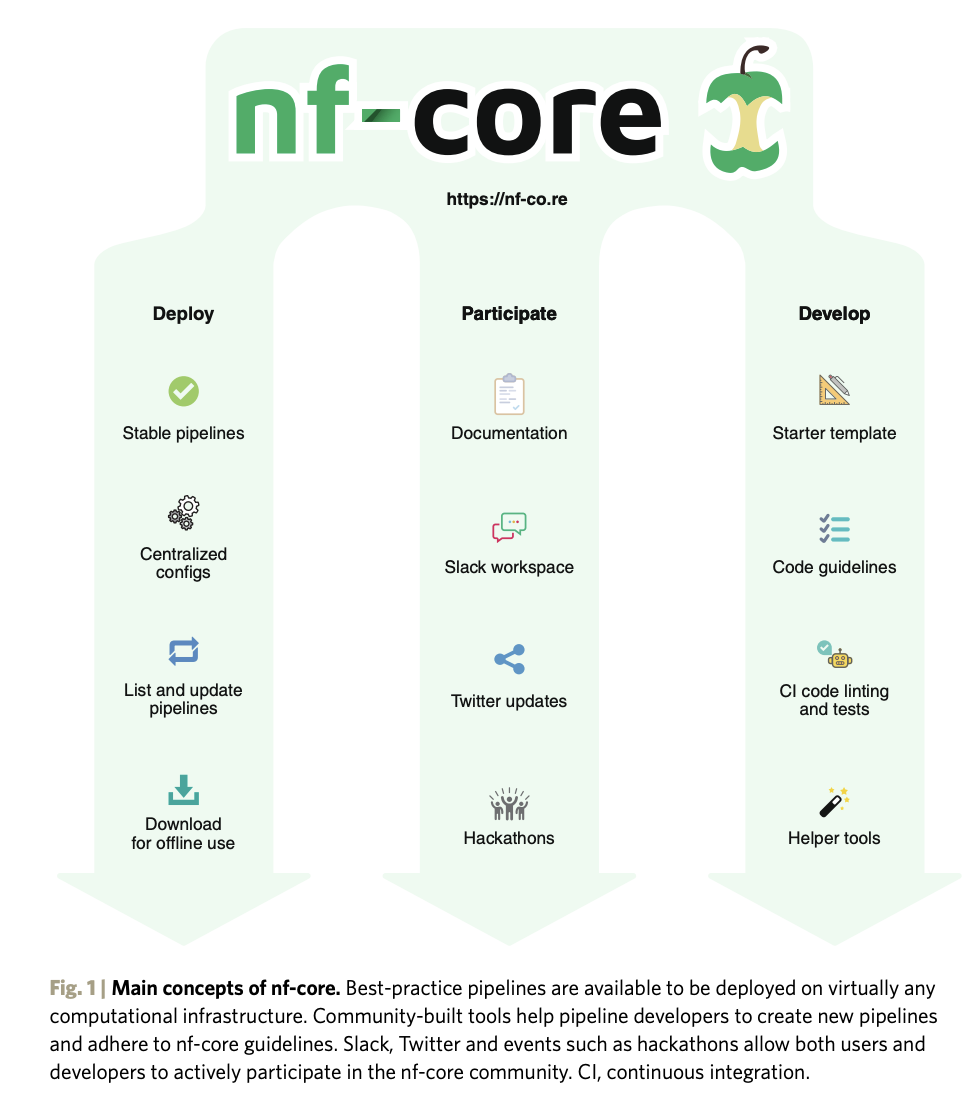 nf-core
https://nf-co.re
Deploy
Stable pipelines
Centralized
configs
List and update
pipelines
Download
for offline use
Participate
Documentation
Slack workspace
Twitter updates
Hackathons
Develop
Starter template
Code guidelines
CI code linting
and tests
Helper tools
Fig. 1 | Main concepts of nf-core. Best-practice pipelines are available to be deployed on virtually any
computational infrastructure. Community-built tools help pipeline developers to create new pipelines
and adhere to nf-core guidelines. Slack, Twitter and events such as hackathons allow both users and
developers to actively participate in the nf-core community. CI, continuous integration.